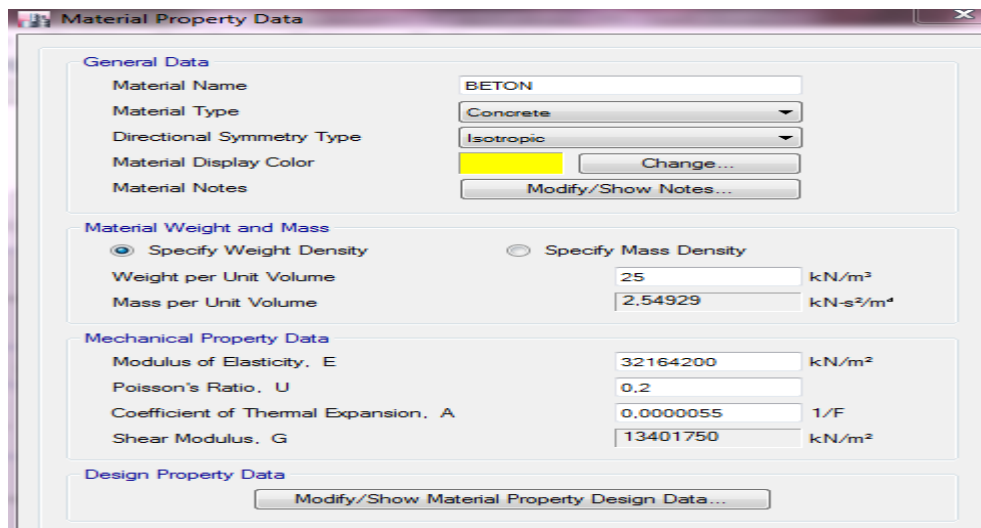 Material Property Data
General Data
Material Name BETON
Material Type Concrete
Directional Symmetry Type Isotropic
Material Display Color Change...
Material Notes Modify/Show Notes...
Material Weight and Mass
Specify Weight Density Specify Mass Density
Weight per Unit Volume 25 kN/m³
Mass per Unit Volume 2,54929 kN-s²/m⁴
Mechanical Property Data
Modulus of Elasticity, E 32164200 kN/m²
Poisson's Ratio, U 0,2
Coefficient of Thermal Expansion, A 0,0000055 1/F
Shear Modulus, G 13401750 kN/m²
Design Property Data
Modify/Show Material Property Design Data...